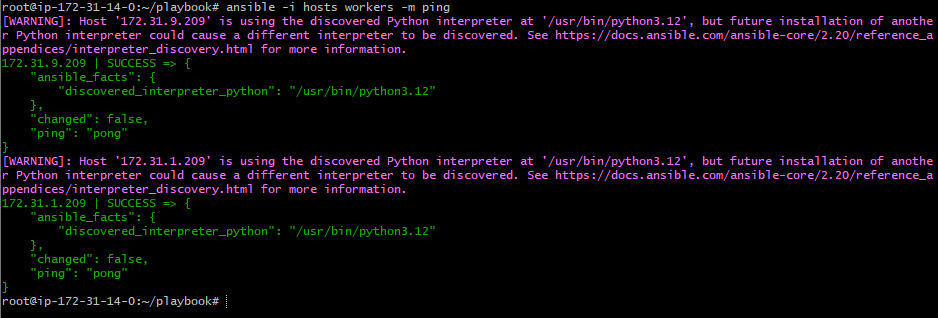 root@ip-172-31-14-0:~/playbook# ansible -i hosts workers -m ping
[WARNING]: Host '172.31.9.209' is using the discovered Python interpreter at '/usr/bin/python3.12', but future installation of anothe
r Python interpreter could cause a different interpreter to be discovered. See https://docs.ansible.com/ansible-core/2.20/reference_a
ppendices/interpreter_discovery.html for more information.
172.31.9.209 | SUCCESS => {
    "ansible_facts": {
        "discovered_interpreter_python": "/usr/bin/python3.12"
    },
    "changed": false,
    "ping": "pong"
}
[WARNING]: Host '172.31.1.209' is using the discovered Python interpreter at '/usr/bin/python3.12', but future installation of anothe
r Python interpreter could cause a different interpreter to be discovered. See https://docs.ansible.com/ansible-core/2.20/reference_a
ppendices/interpreter_discovery.html for more information.
172.31.1.209 | SUCCESS => {
    "ansible_facts": {
        "discovered_interpreter_python": "/usr/bin/python3.12"
    },
    "changed": false,
    "ping": "pong"
}
root@ip-172-31-14-0:~/playbook#